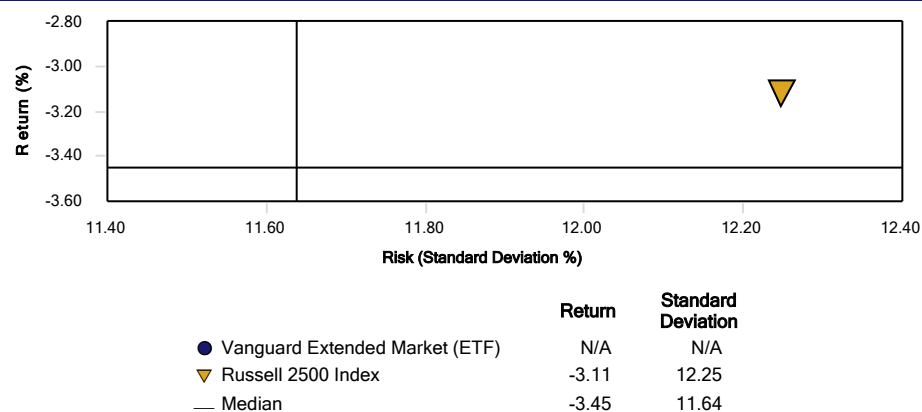 -2.80
-3.00
-3.20
-3.40
-3.60
Return (%)
11.40 11.60 11.80 12.00 12.20 12.40
Risk (Standard Deviation %)
Return Standard Deviation
Vanguard Extended Market (ETF) N/A N/A
Russell 2500 Index -3.11 12.25
Median -3.45 11.64